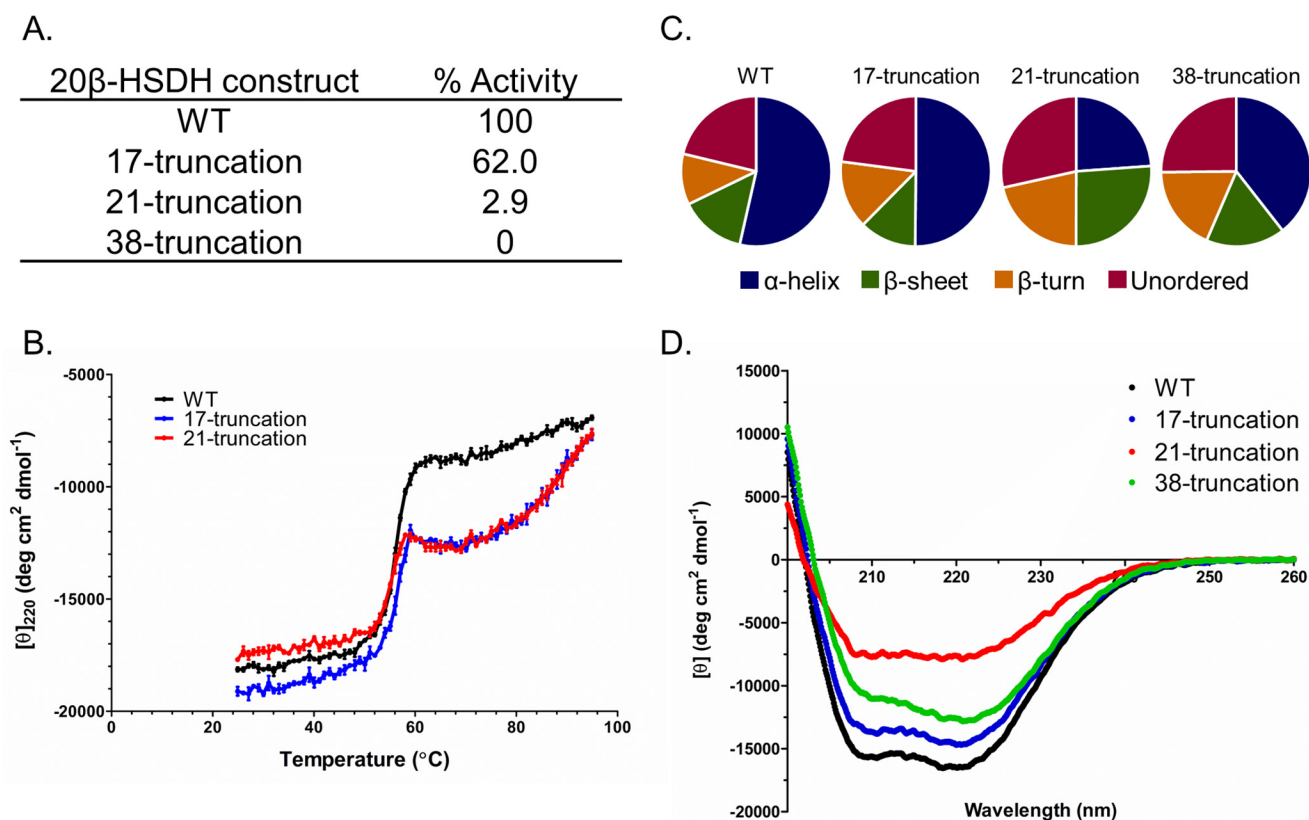 A.
20β-HSDH construct % Activity
WT 100
17-truncation 62.0
21-truncation 2.9
38-truncation 0
C.
WT 17-truncation 21-truncation 38-truncation
α-helix β-sheet β-turn Unordered
B.
-5000
-10000
-15000
-20000
[θ]220 (deg cm2 dmol-1)
WT
17-truncation
21-truncation
0 20 40 60 80 100
Temperature (°C)
D.
15000
10000
5000
0
-5000
-10000
-15000
-20000
[θ] (deg cm2 dmol-1)
WT
17-truncation
21-truncation
38-truncation
210 220 230 240 250 260
Wavelength (nm)